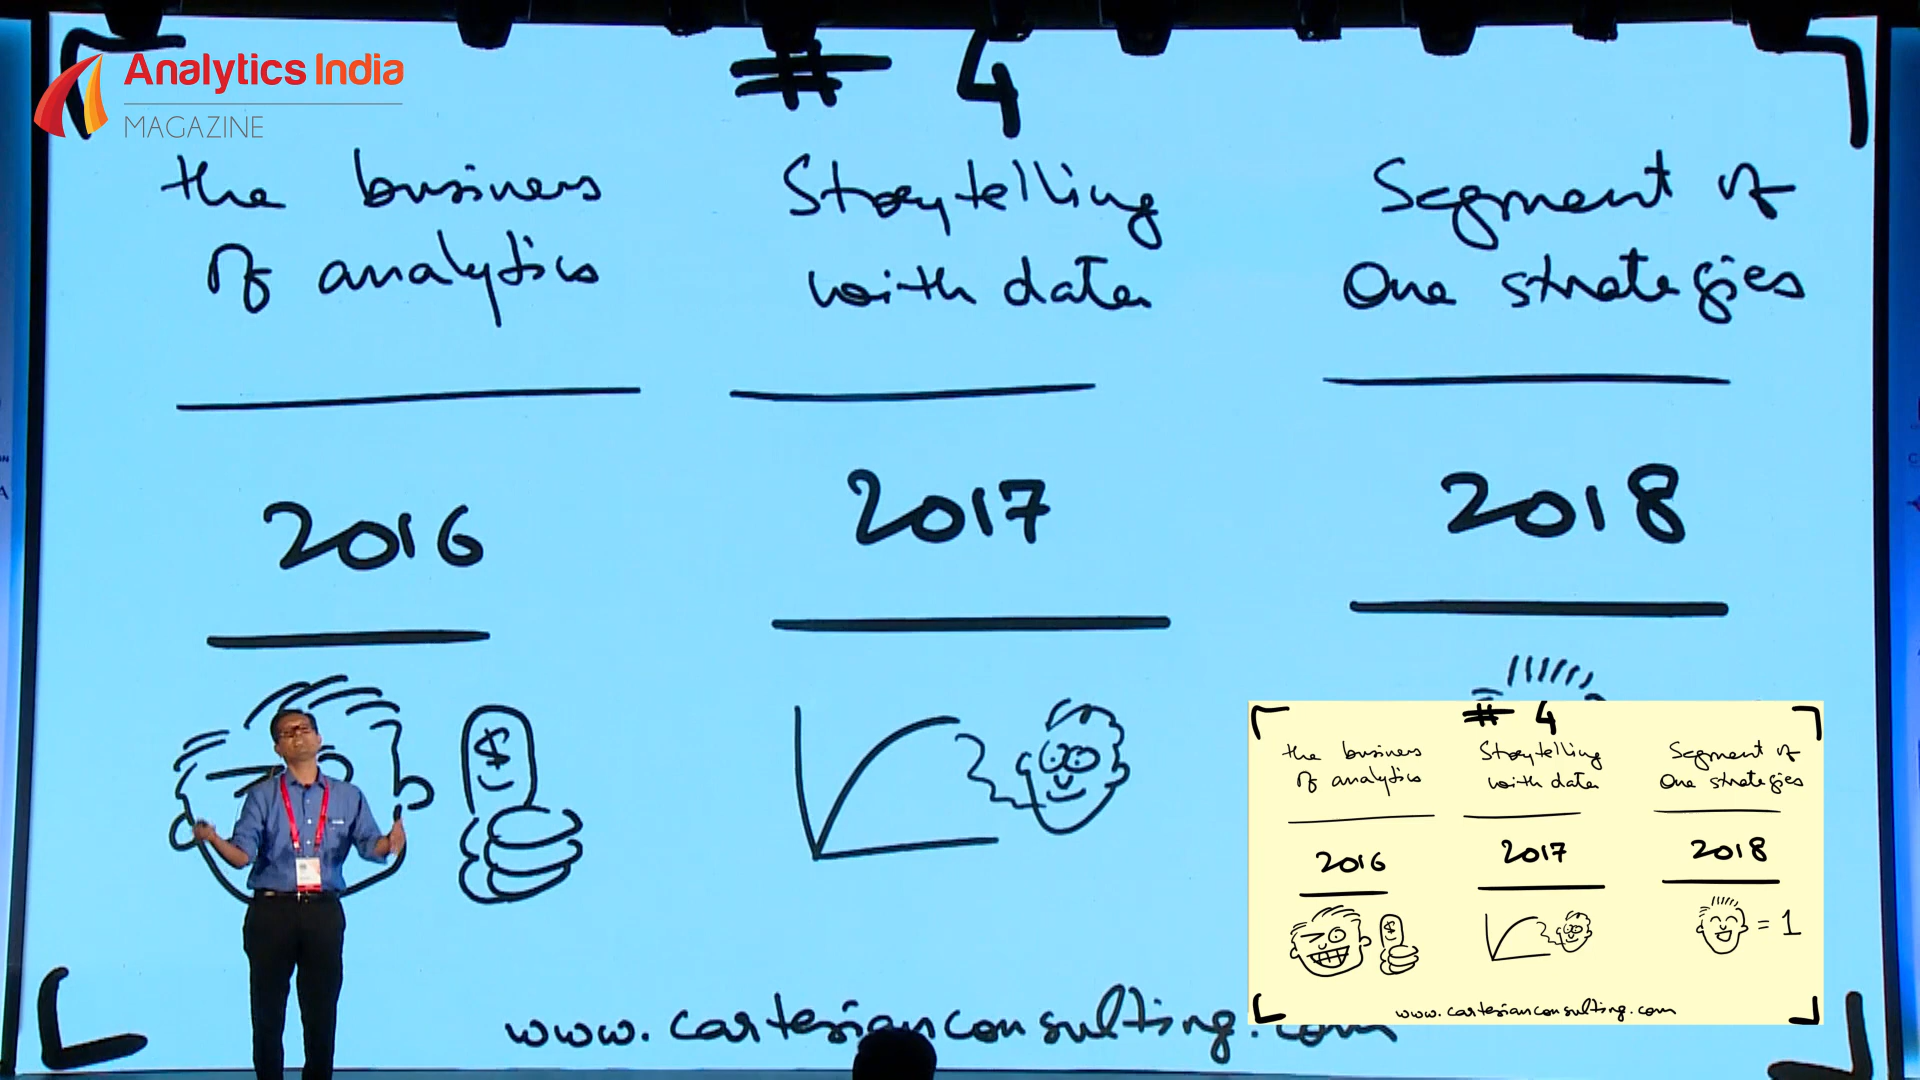 Analytics India
MAGAZINE
# 4
the business
of analytics
2016
$
Storytelling
with data
2017
Segment of
One strategies
2018
www.cartesianconsulting.com
# 4
the business
of analytics
2016
$
Storytelling
with data
2017
Segment of
One strategies
2018
= 1
www.cartesianconsulting.com